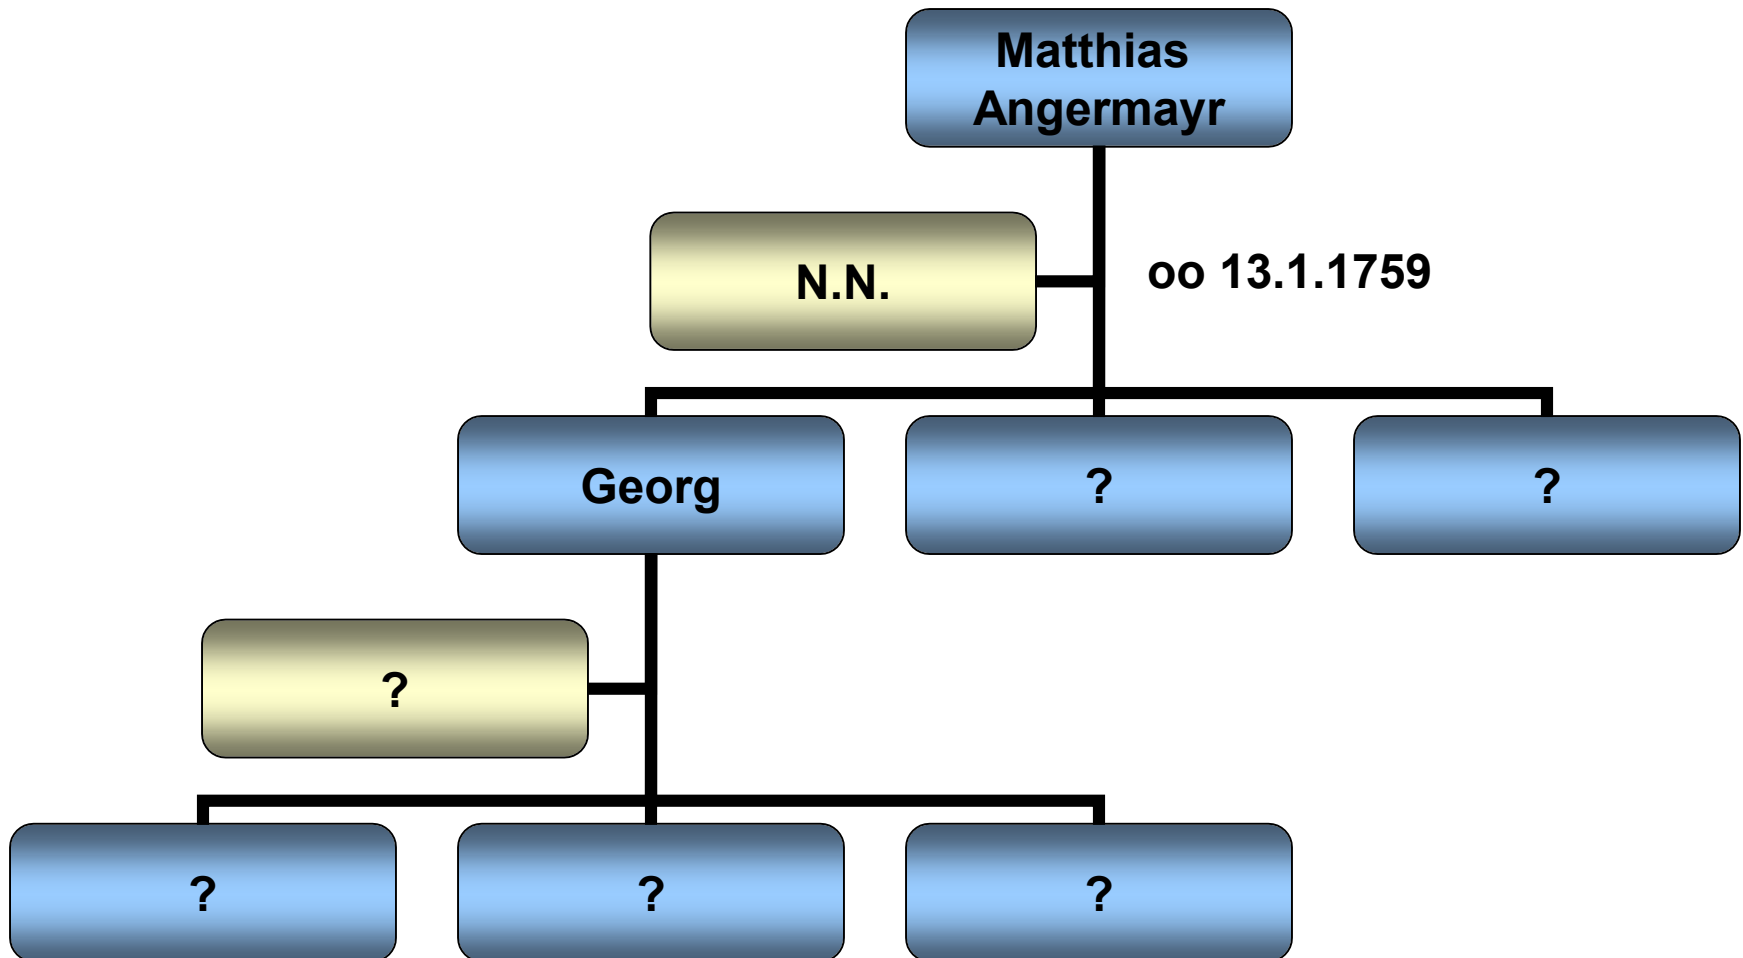 Matthias
Angermayr
N.N.
oo 13.1.1759
Georg
?
?
?
?
?
?